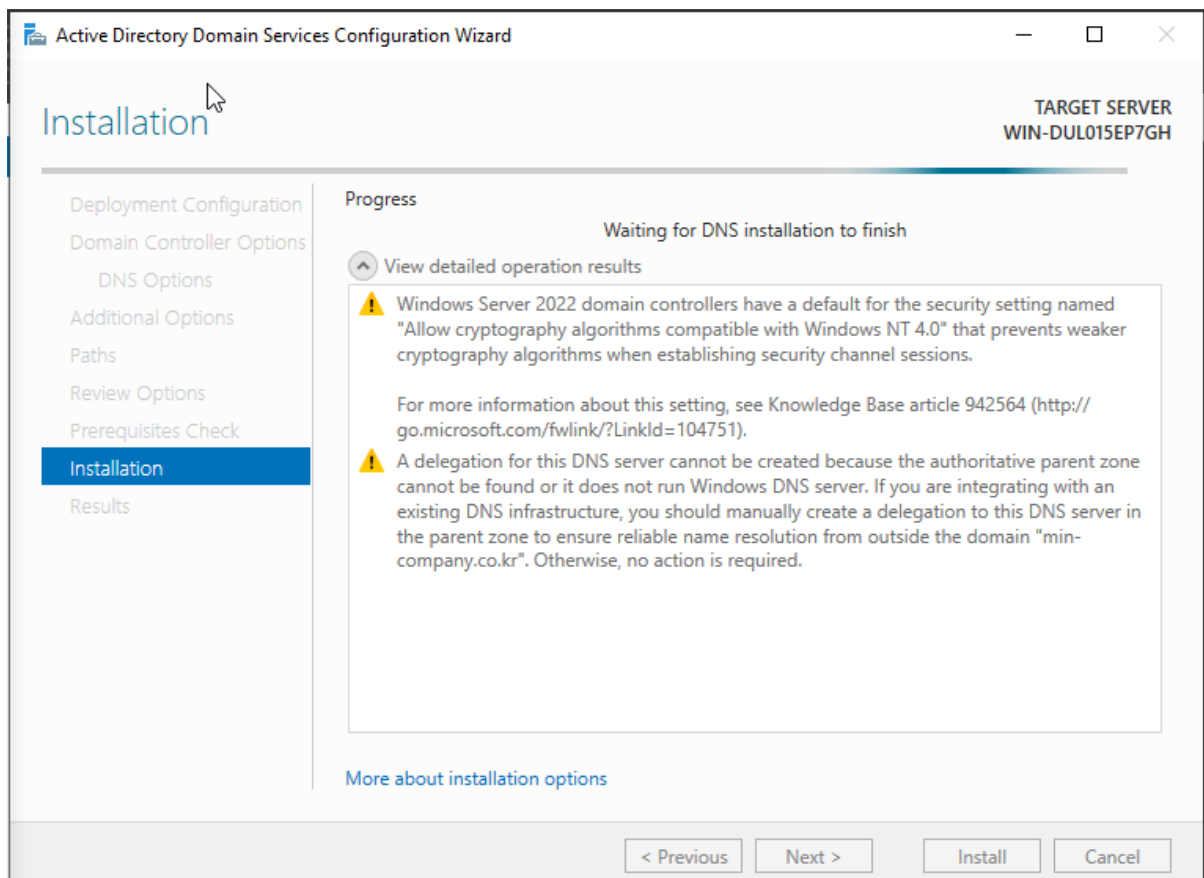 Active Directory Domain Services Configuration Wizard
Installation
TARGET SERVER
WIN-DUL015EP7GH
Deployment Configuration
Domain Controller Options
DNS Options
Additional Options
Paths
Review Options
Prerequisites Check
Installation
Results
Progress
Waiting for DNS installation to finish
View detailed operation results
Windows Server 2022 domain controllers have a default for the security setting named
"Allow cryptography algorithms compatible with Windows NT 4.0" that prevents weaker
cryptography algorithms when establishing security channel sessions.
For more information about this setting, see Knowledge Base article 942564 (http://
go.microsoft.com/fwlink/?LinkId=104751).
A delegation for this DNS server cannot be created because the authoritative parent zone
cannot be found or it does not run Windows DNS server. If you are integrating with an
existing DNS infrastructure, you should manually create a delegation to this DNS server in
the parent zone to ensure reliable name resolution from outside the domain "min-
company.co.kr". Otherwise, no action is required.
More about installation options
< Previous
Next >
Install
Cancel